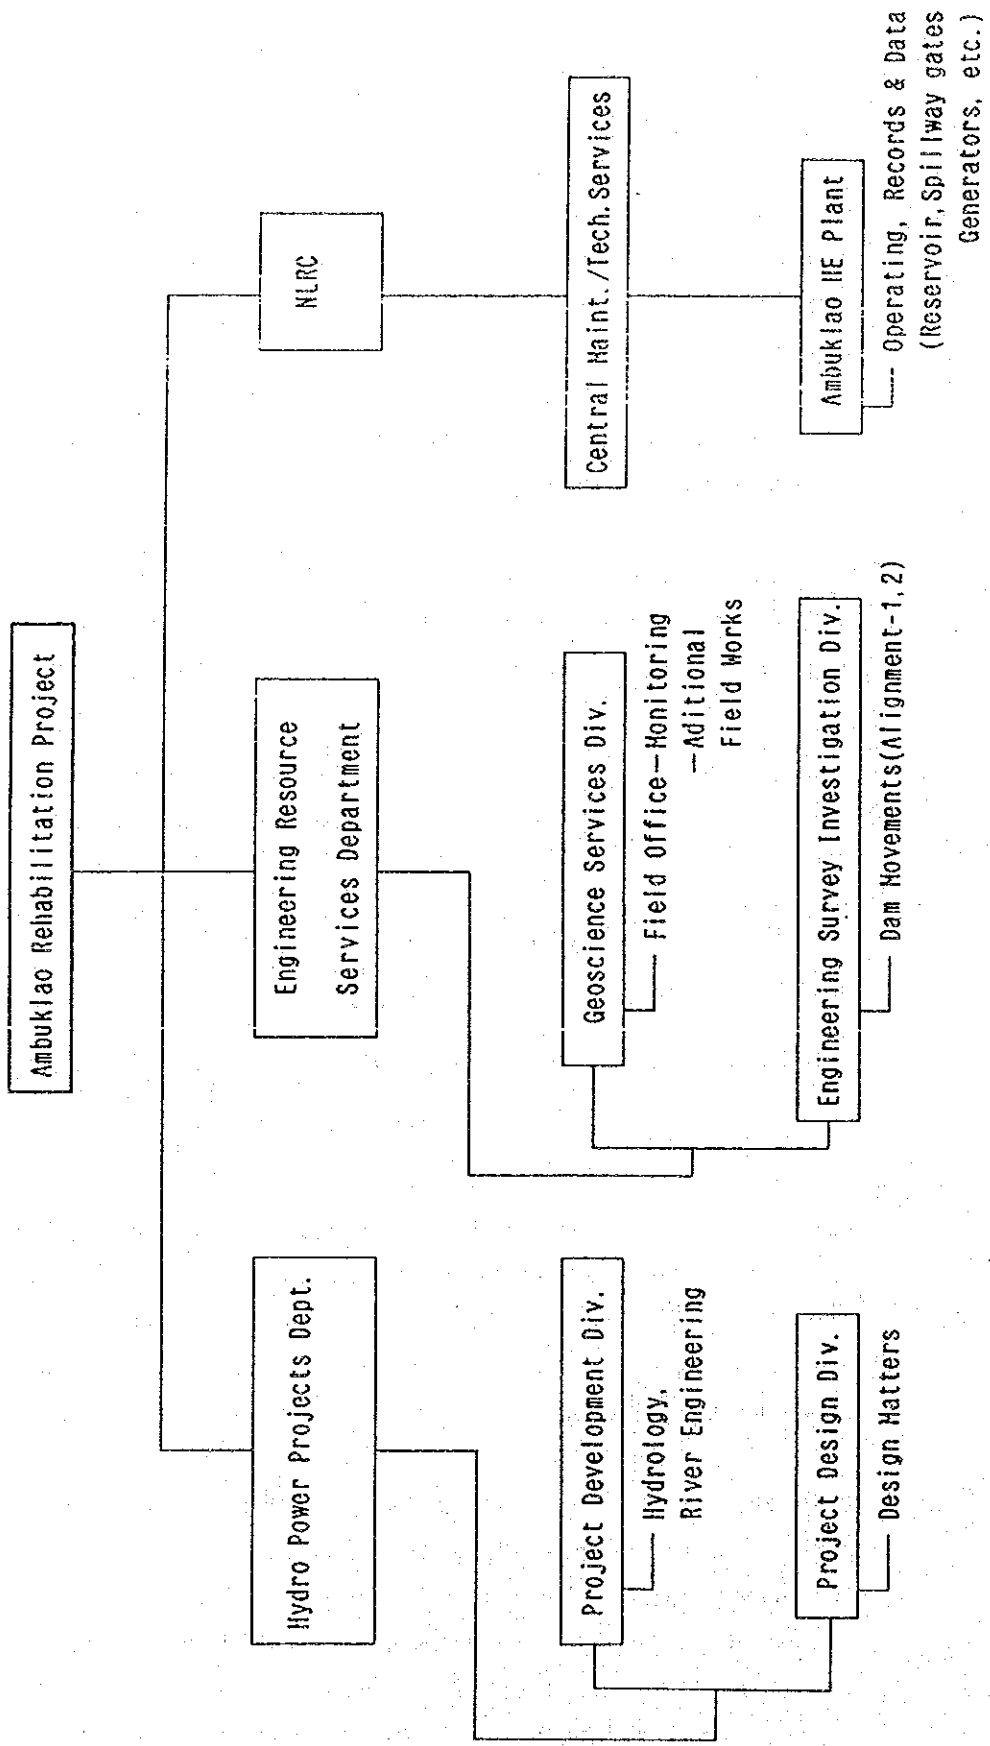 Ambuklao Rehabilitation Project
Hydro Power Projects Dept.
Project Development Div.
Hydrology,
River Engineering
Project Design Div.
Design Matters
Engineering Resource
Services Department
Geoscience Services Div.
Field Office-Monitoring
-Aditional
Field Works
Engineering Survey Investigation Div.
Dam Movements(Alignment-1,2)
NLRC
Central Maint./Tech.Services
Ambuklao HE Plant
Operating, Records & Data
(Reservoir,Spillway gates
Generators, etc.)